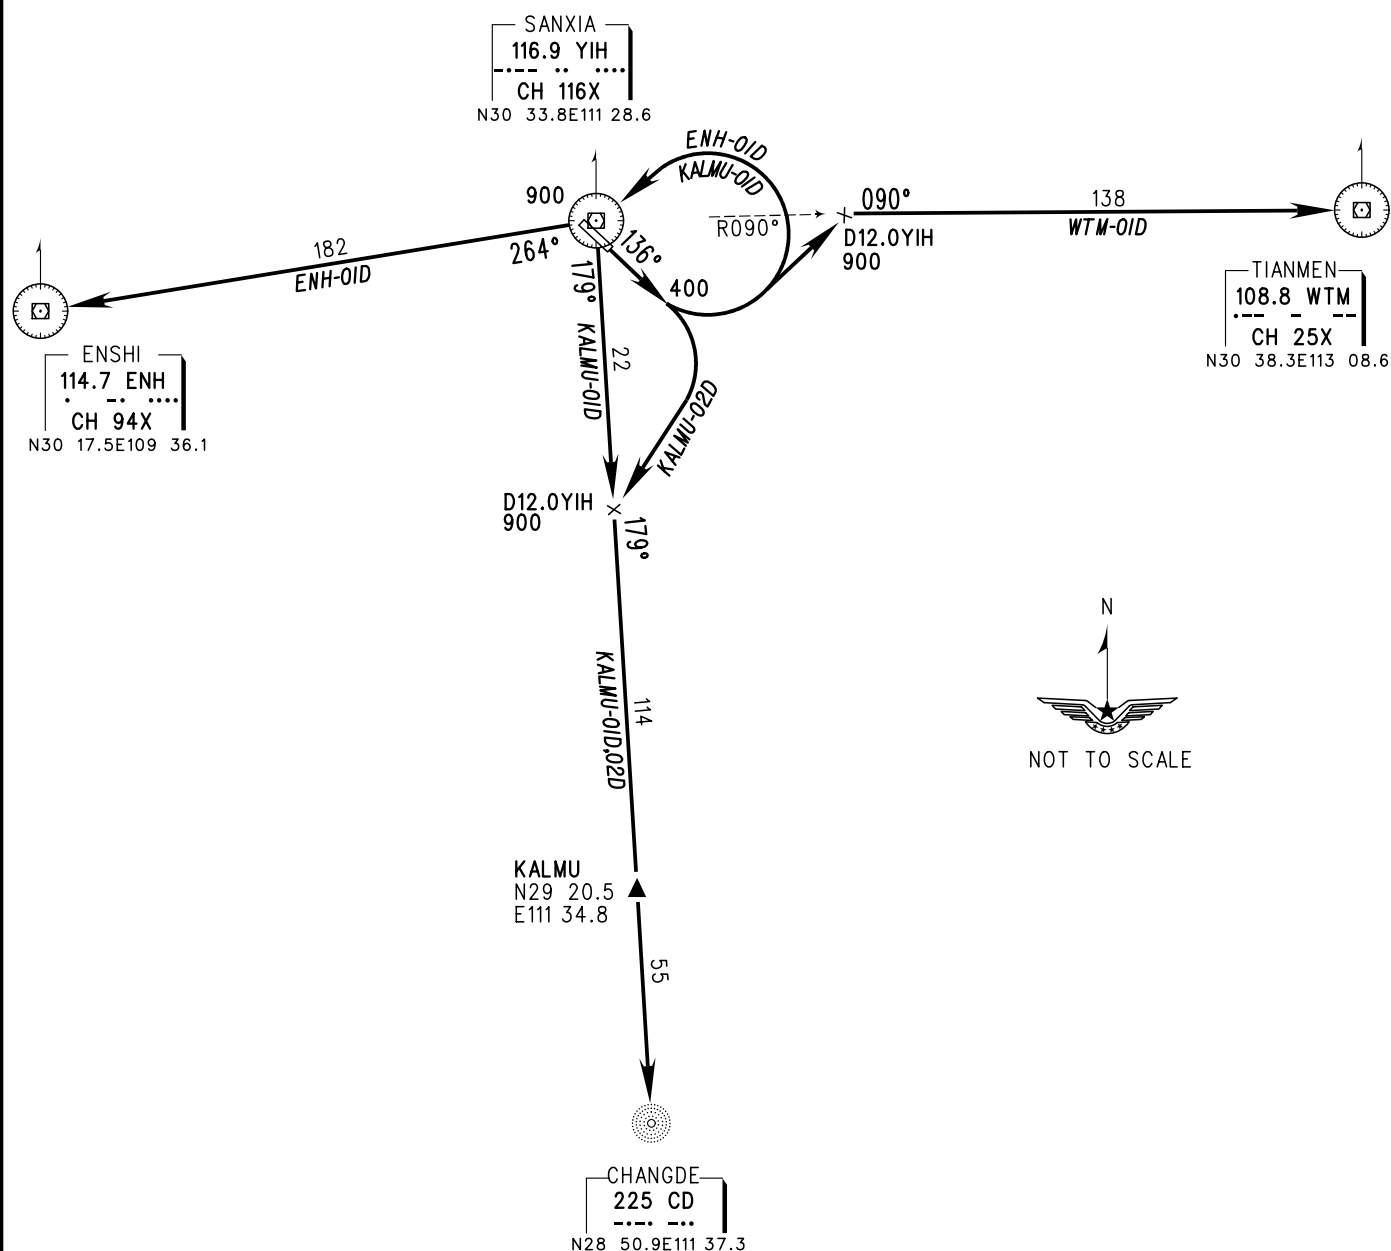 SANXIA
116.9 YIH
CH 116X
N30 33.8E111 28.6
ENH-01D
KALMU-01D
900
264°
136°
179°
400
R090°
090°
D12.0YIH
900
138
WTM-01D
182
ENH-01D
TIANMEN
108.8 WTM
CH 25X
N30 38.3E113 08.6
ENSHI
114.7 ENH
CH 94X
N30 17.5E109 36.1
22
KALMU-01D
KALMU-02D
D12.0YIH
900
179°
N
NOT TO SCALE
114
KALMU-01D,02D
KALMU
N29 20.5
E111 34.8
55
CHANGDE
225 CD
N28 50.9E111 37.3